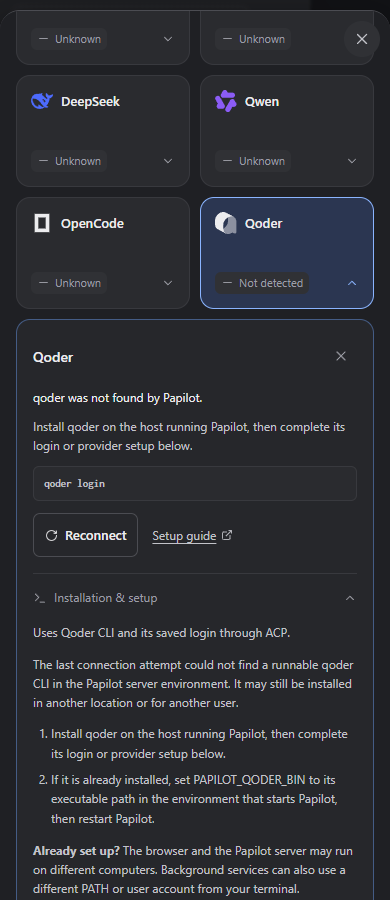 — Unknown
— Unknown
DeepSeek
Qwen
— Unknown
— Unknown
OpenCode
Qoder
— Unknown
— Not detected
Qoder
qoder was not found by Papilot.
Install qoder on the host running Papilot, then complete its
login or provider setup below.
qoder login
Reconnect
Setup guide
Installation & setup
Uses Qoder CLI and its saved login through ACP.
The last connection attempt could not find a runnable qoder
CLI in the Papilot server environment. It may still be installed
in another location or for another user.
1. Install qoder on the host running Papilot, then complete
its login or provider setup below.
2. If it is already installed, set PAPILOT_QODER_BIN to its
executable path in the environment that starts Papilot,
then restart Papilot.
Already set up? The browser and the Papilot server may run
on different computers. Background services can also use a
different PATH or user account from your terminal.